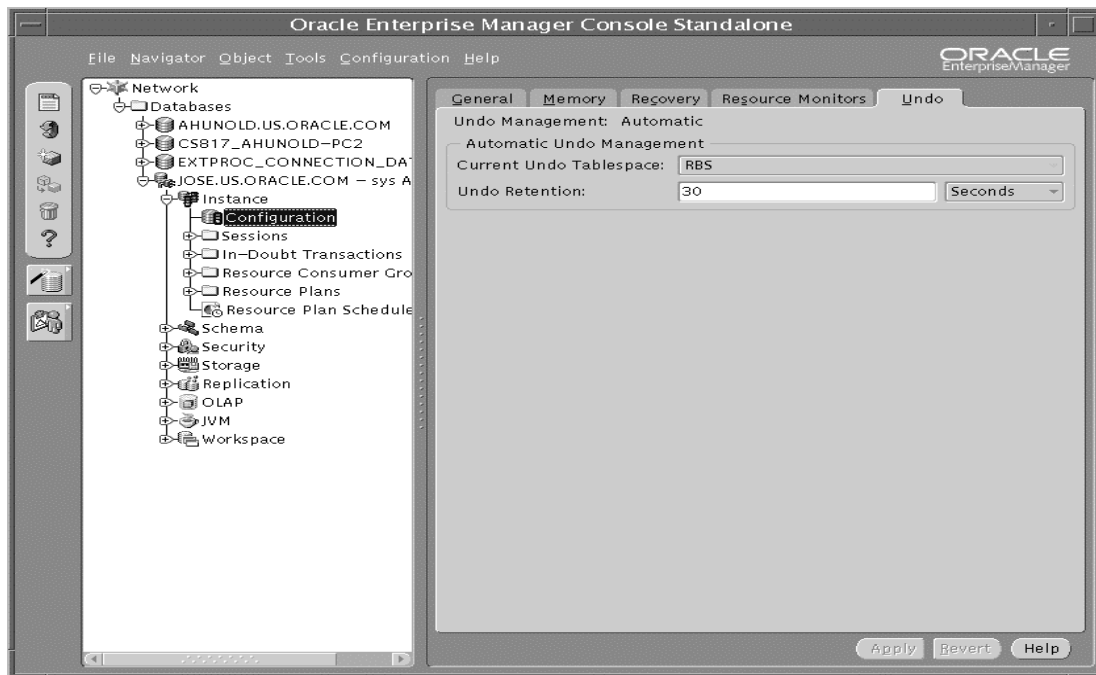 Oracle Enterprise Manager Console Standalone
File Navigator Object Tools Configuration Help
ORACLE
EnterpriseManager
Network
Databases
AHUNOLD.US.ORACLE.COM
CS817_AHUNOLD-PC2
EXTPROC_CONNECTION_DA
JOSE.US.ORACLE.COM - sys A
Instance
Configuration
Sessions
In-Doubt Transactions
Resource Consumer Gro
Resource Plans
Resource Plan Schedule
Schema
Security
Storage
Replication
OLAP
JVM
Workspace
General Memory Recovery Resource Monitors Undo
Undo Management: Automatic
Automatic Undo Management
Current Undo Tablespace: RBS
Undo Retention: 30 Seconds
Apply Revert Help